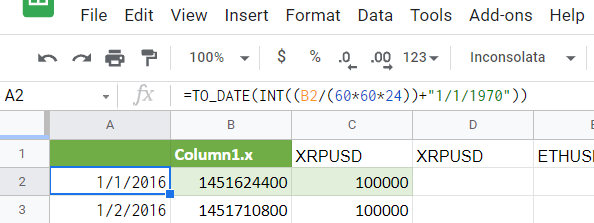 File Edit View Insert Format Data Tools Add-ons Help
100% $ % .0 .00 123 Inconsolata
A2 fx =TO_DATE(INT((B2/(60*60*24))+"1/1/1970"))
A B C D
1 Column1.x XRPUSD XRPUSD ETHUS
2 1/1/2016 1451624400 100000
3 1/2/2016 1451710800 100000